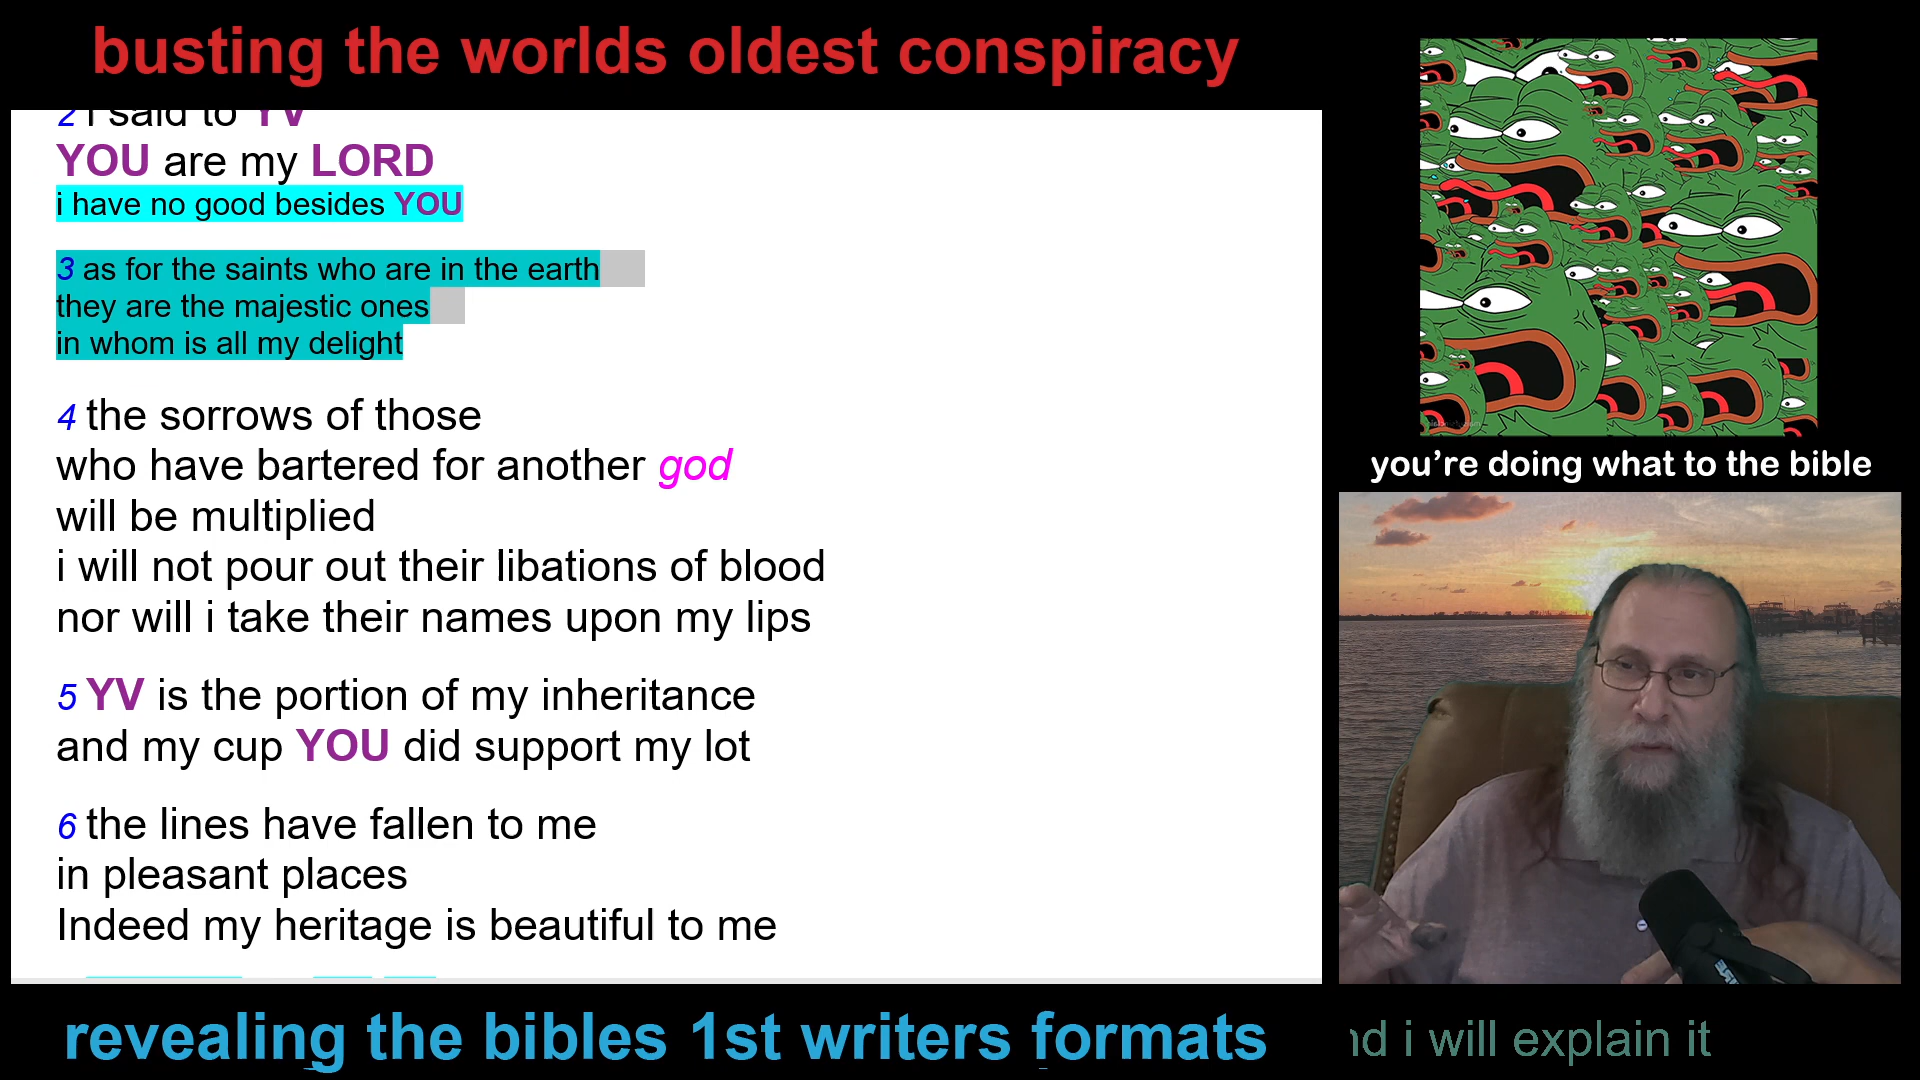 busting the worlds oldest conspiracy
2 i said to YV
YOU are my LORD
i have no good besides YOU
3 as for the saints who are in the earth
they are the majestic ones
in whom is all my delight
4 the sorrows of those
who have bartered for another god
will be multiplied
i will not pour out their libations of blood
nor will i take their names upon my lips
5 YV is the portion of my inheritance
and my cup YOU did support my lot
6 the lines have fallen to me
in pleasant places
Indeed my heritage is beautiful to me
revealing the bibles 1st writers formats
you're doing what to the bible
nd i will explain it